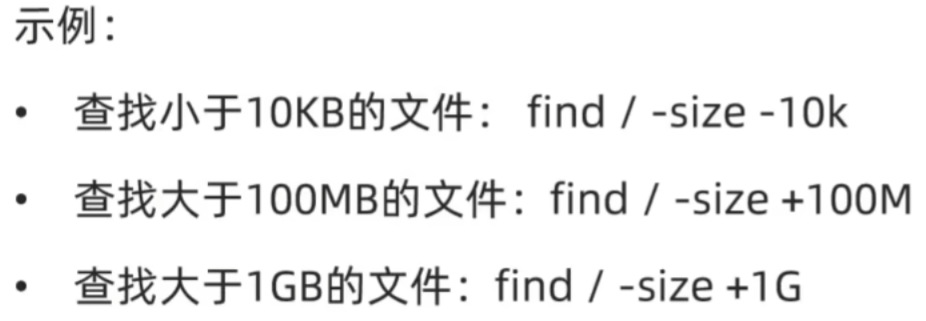 示例：
• 查找小于10KB的文件： find / -size -10k
• 查找大于100MB的文件：find / -size +100M
• 查找大于1GB的文件：find / -size +1G